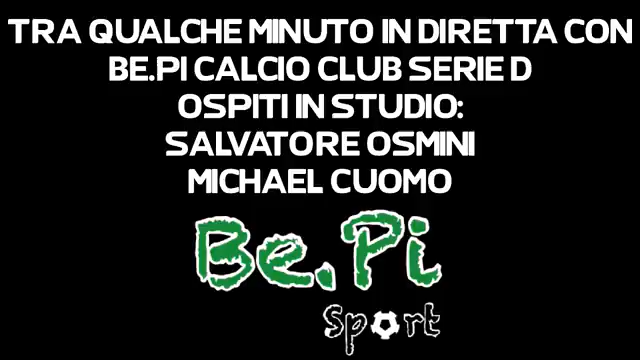 TRA QUALCHE MINUTO IN DIRETTA CON
BE.PI CALCIO CLUB SERIE D
OSPITI IN STUDIO:
SALVATORE OSMINI
MICHAEL CUOMO
Be.Pi
Sport